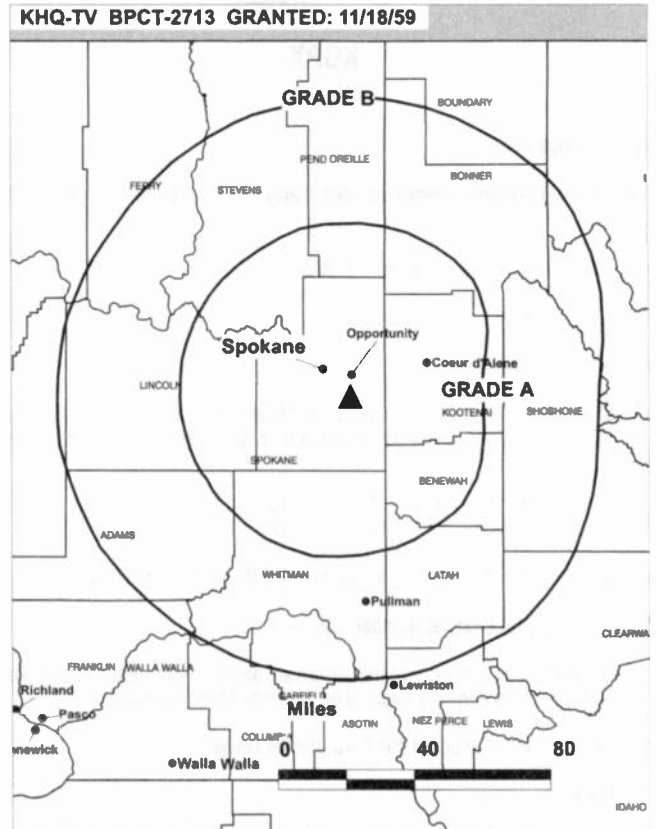 KHQ-TV BPCT-2713 GRANTED: 11/18/59
GRADE B
BOUNDARY
PEND OREILLE
BONNER
FERRY
STEVENS
Opportunity
Spokane
Coeur d'Alene
LINCOLN
GRADE A
KOOTENAI
SHOSHONE
SPOKANE
BENEWAH
ADAMS
WHITMAN
LATAH
Pullman
CLEARWA
FRANKLIN
WALLA WALLA
Richland
Lewiston
GARFIELD
Miles
Pasco
ASOTIN
NEZ PERCE
LEWIS
enewick
COLUMBIA
0 40 80
Walla Walla
IDAHO